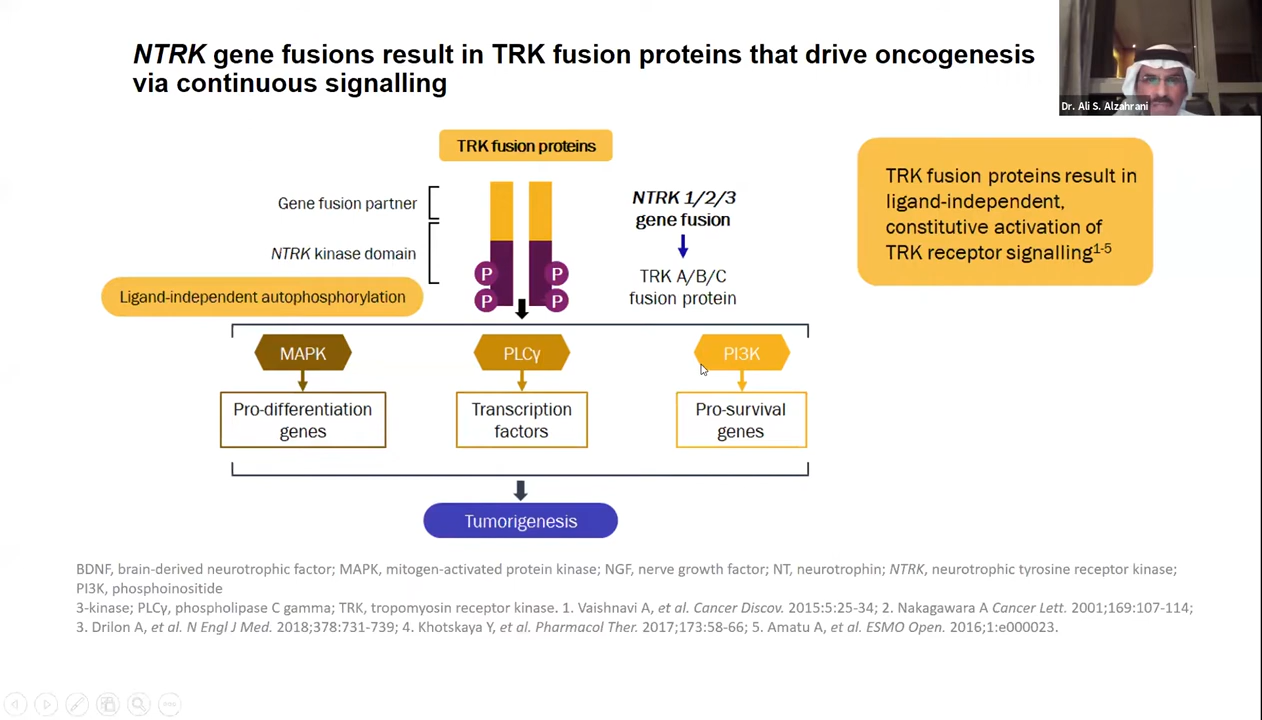 NTRK gene fusions result in TRK fusion proteins that drive oncogenesis
via continuous signalling
Dr. Ali S. Alzahrani
TRK fusion proteins
Gene fusion partner
NTRK kinase domain
Ligand-independent autophosphorylation
P
P
P
P
NTRK 1/2/3
gene fusion
TRK A/B/C
fusion protein
TRK fusion proteins result in
ligand-independent,
constitutive activation of
TRK receptor signalling1-5
MAPK
PLCγ
PI3K
Pro-differentiation
genes
Transcription
factors
Pro-survival
genes
Tumorigenesis
BDNF, brain-derived neurotrophic factor; MAPK, mitogen-activated protein kinase; NGF, nerve growth factor; NT, neurotrophin; NTRK, neurotrophic tyrosine receptor kinase;
PI3K, phosphoinositide
3-kinase; PLCγ, phospholipase C gamma; TRK, tropomyosin receptor kinase. 1. Vaishnavi A, et al. Cancer Discov. 2015:5:25-34; 2. Nakagawara A Cancer Lett. 2001;169:107-114;
3. Drilon A, et al. N Engl J Med. 2018;378:731-739; 4. Khotskaya Y, et al. Pharmacol Ther. 2017;173:58-66; 5. Amatu A, et al. ESMO Open. 2016;1:e000023.